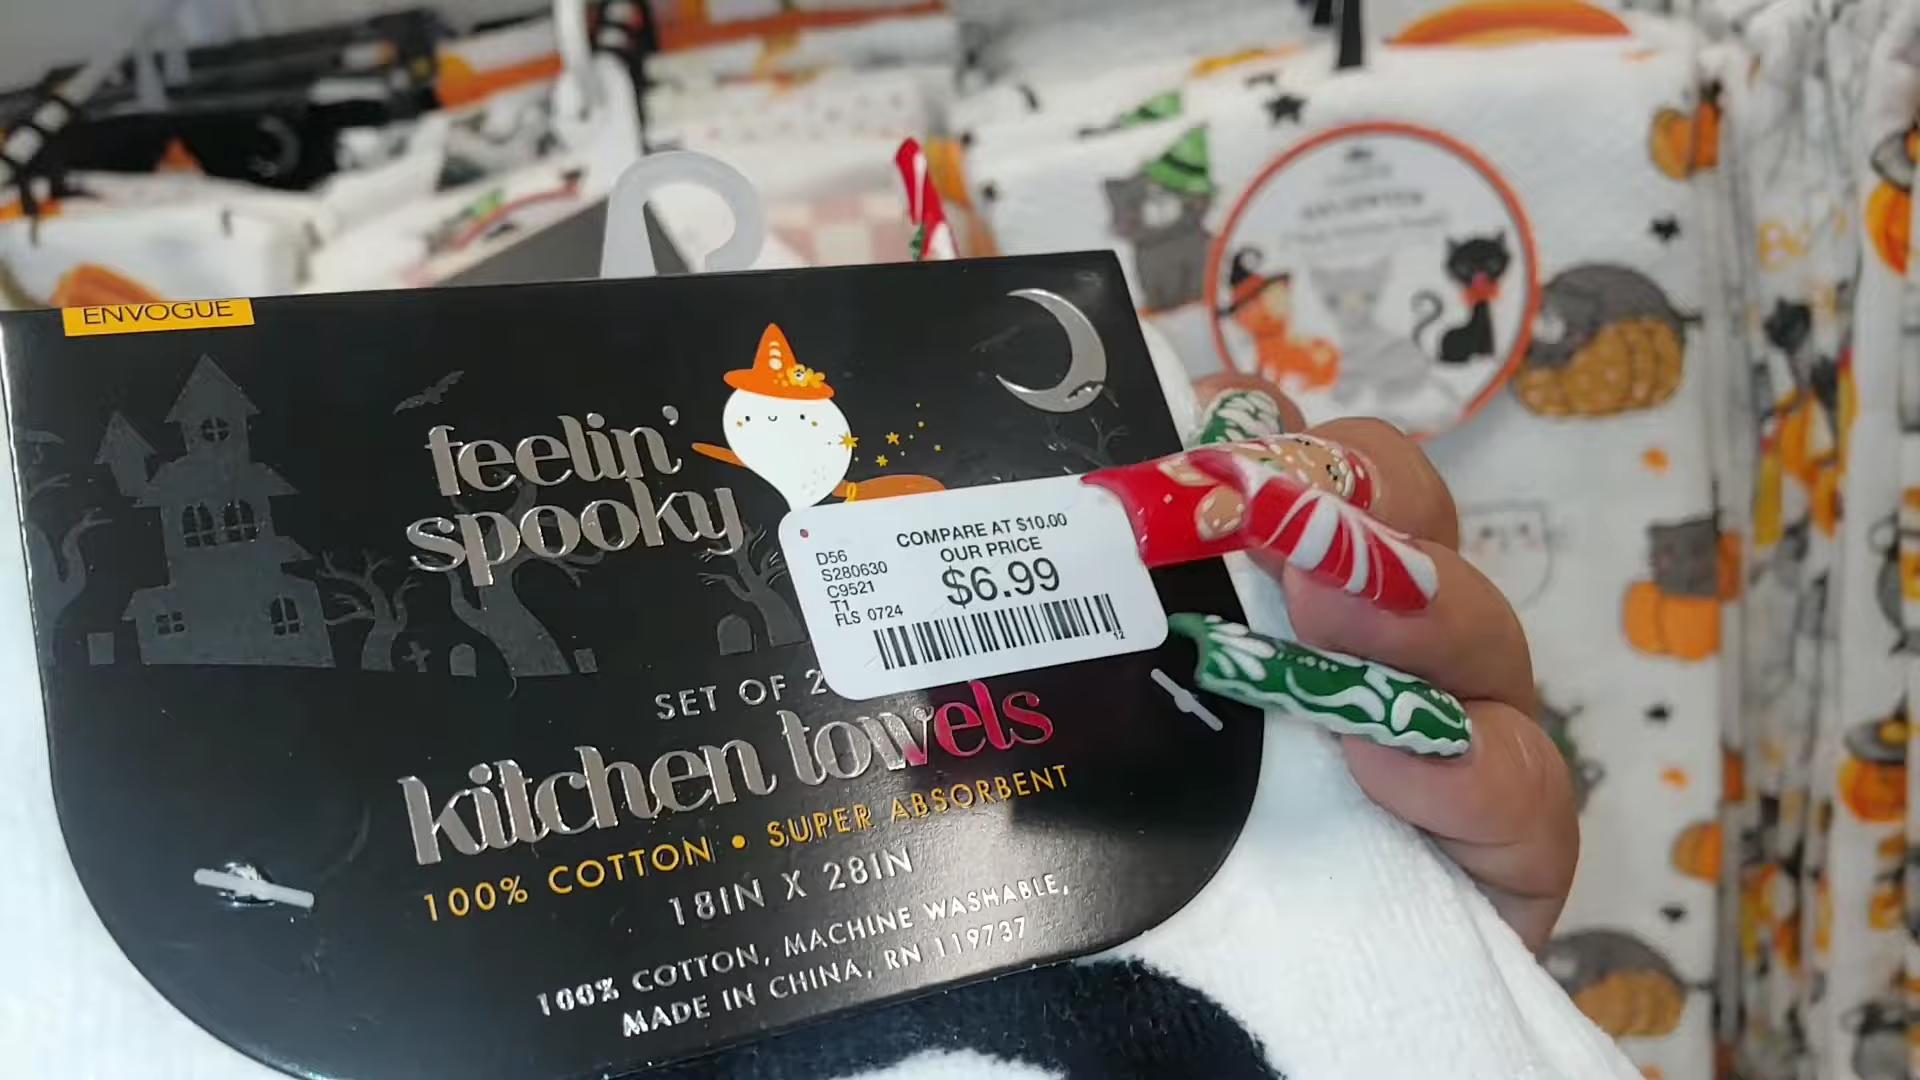 ENVOGUE
feelin'
spooky
COMPARE AT $10.00
OUR PRICE
$6.99
D56
S280630
C9521
T1
FLS 0724
12
SET OF 2
kitchen towels
100% COTTON • SUPER ABSORBENT
18IN X 28IN
100% COTTON, MACHINE WASHABLE,
MADE IN CHINA, RN 119737